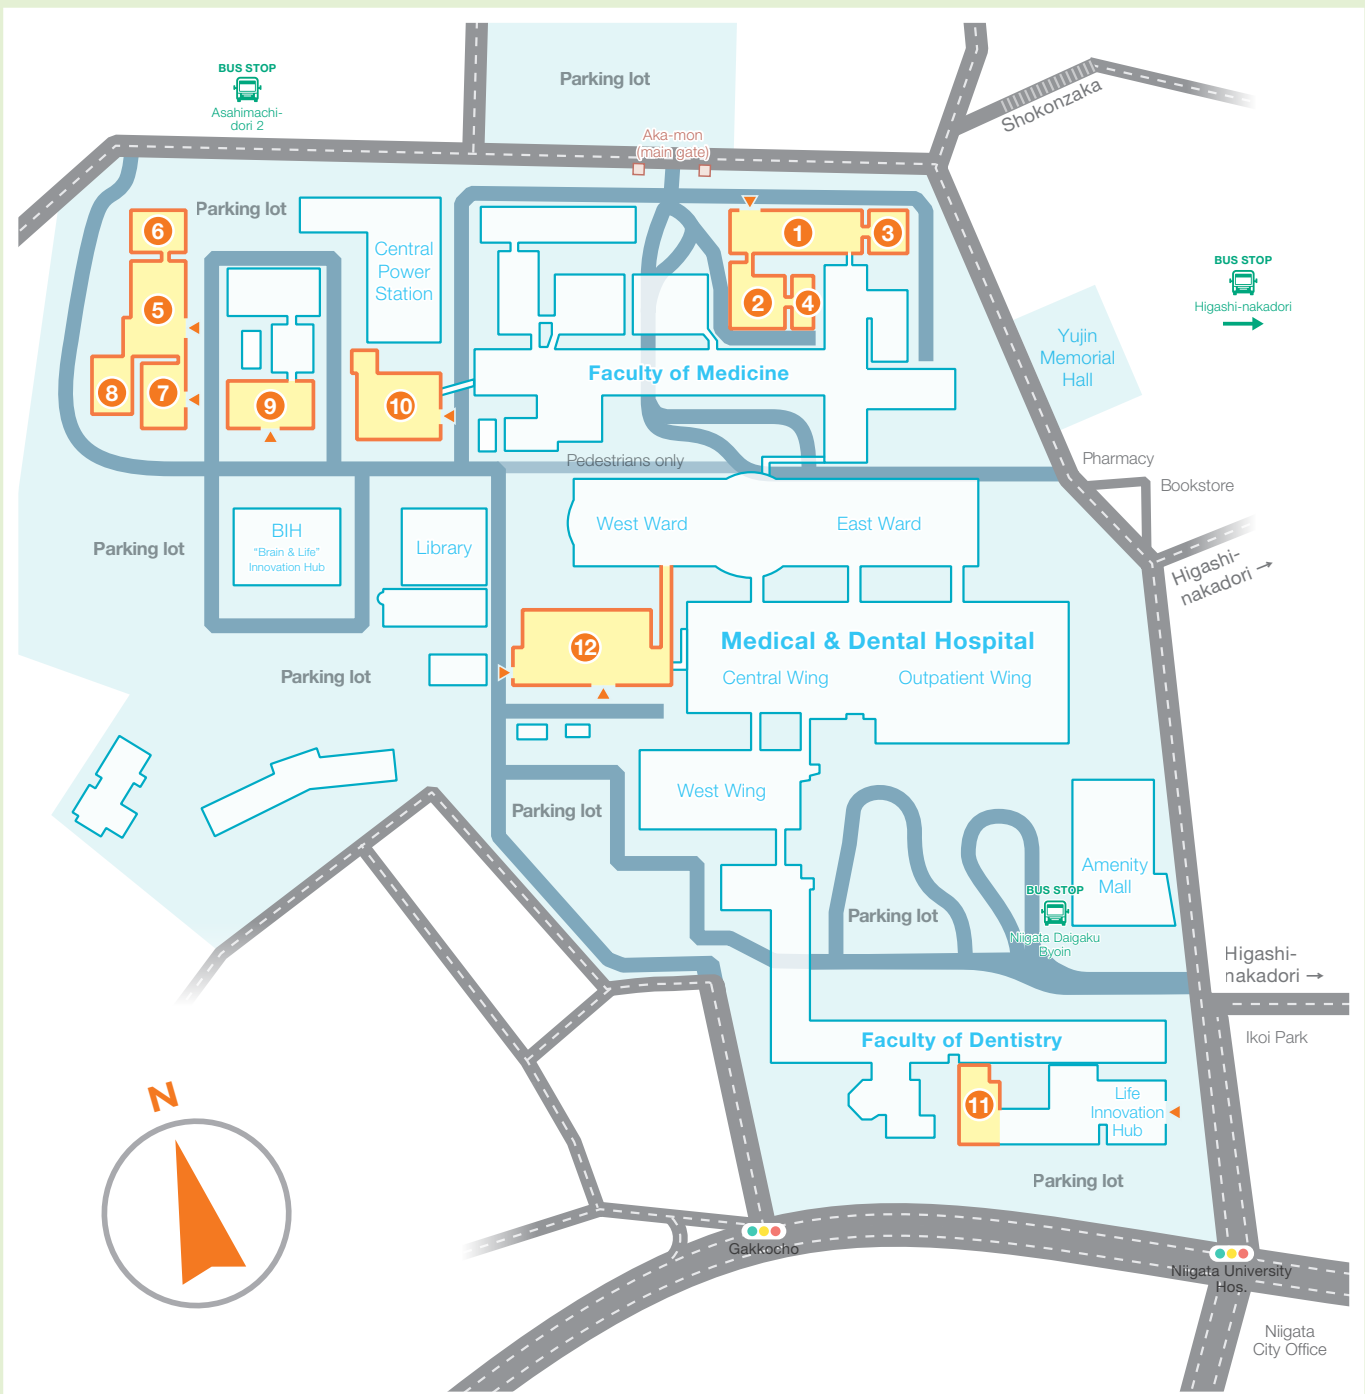 BUS STOP
Asahimachi-
dori 2
Parking lot
Aka-mon
(main gate)
Shokonzaka
Parking lot
Central
Power
Station
6
5
8
7
9
10
1
3
2
4
BUS STOP
Higashi-nakadori
Yujin
Memorial
Hall
Faculty of Medicine
Pedestrians only
Pharmacy
Bookstore
Higashi-
nakadori →
Parking lot
BIH
"Brain & Life"
Innovation Hub
Library
West Ward
East Ward
12
Medical & Dental Hospital
Central Wing
Outpatient Wing
Parking lot
West Wing
Parking lot
Parking lot
Amenity
Mall
BUS STOP
Niigata Daigaku
Byoin
Higashi-
nakadori →
Ikoi Park
Faculty of Dentistry
11
Life
Innovation
Hub
Parking lot
N
Gakkocho
Niigata University
Hos.
Niigata
City Office